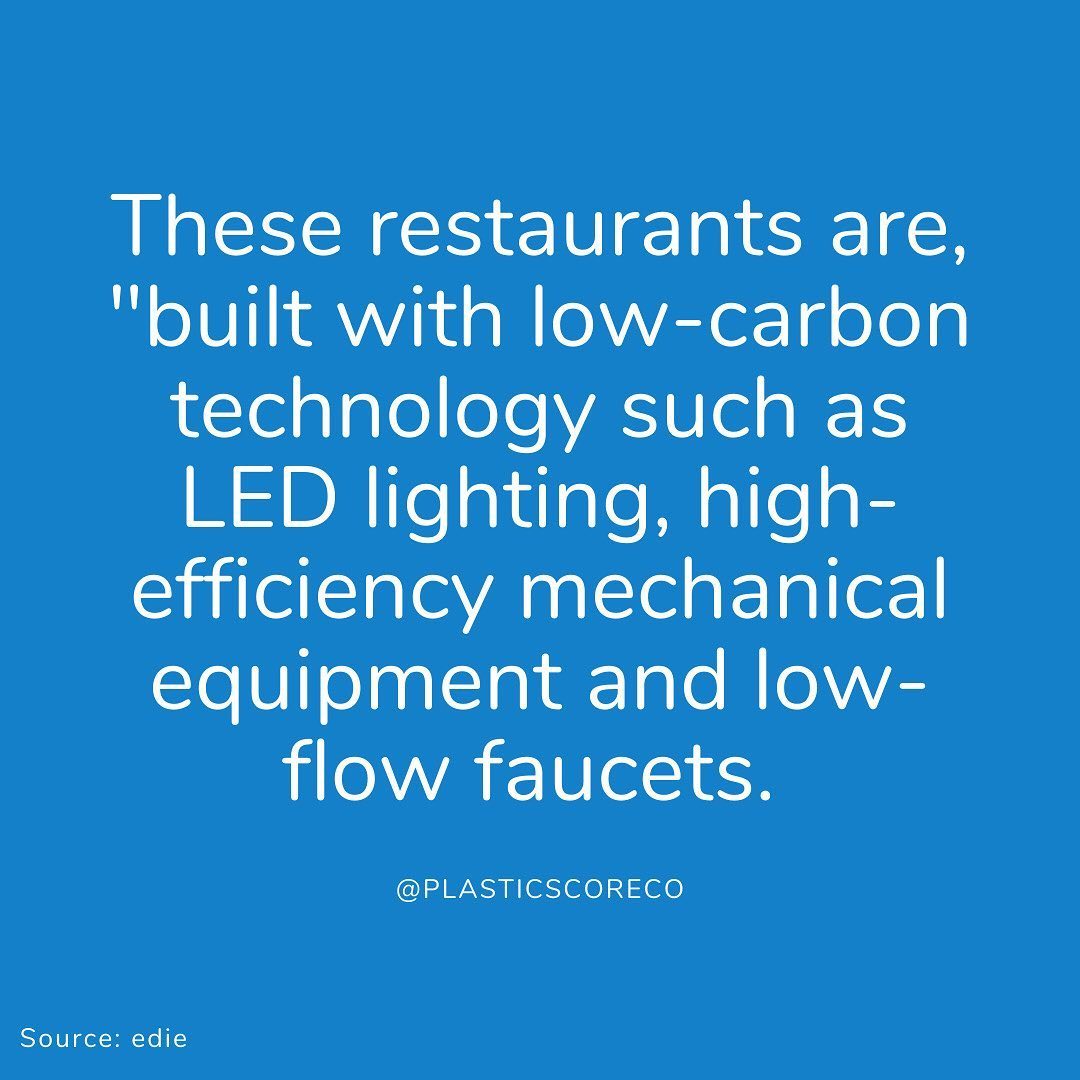 These restaurants are,
"built with low-carbon
technology such as
LED lighting, high-
efficiency mechanical
equipment and low-
flow faucets.
@PLASTICSCORECO
Source: edie